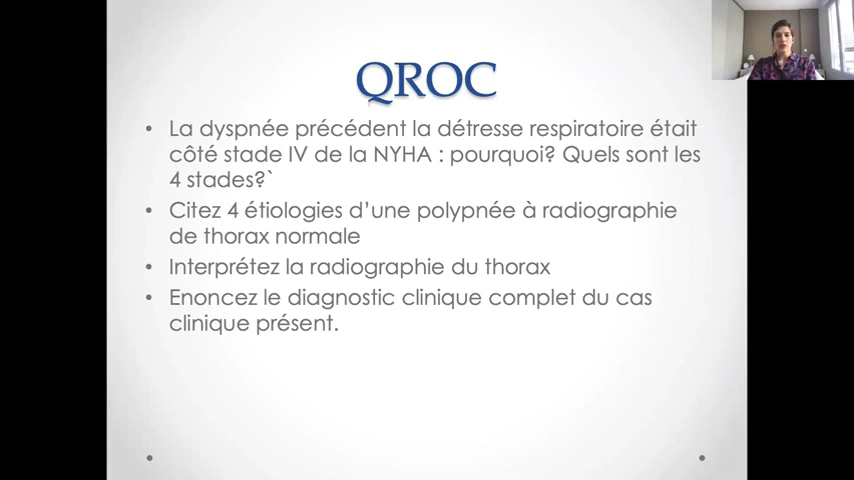 QROC
• La dyspnée précédent la détresse respiratoire était
côté stade IV de la NYHA : pourquoi? Quels sont les
4 stades?`
• Citez 4 étiologies d’une polypnée à radiographie
de thorax normale
• Interprétez la radiographie du thorax
• Enoncez le diagnostic clinique complet du cas
clinique présent.